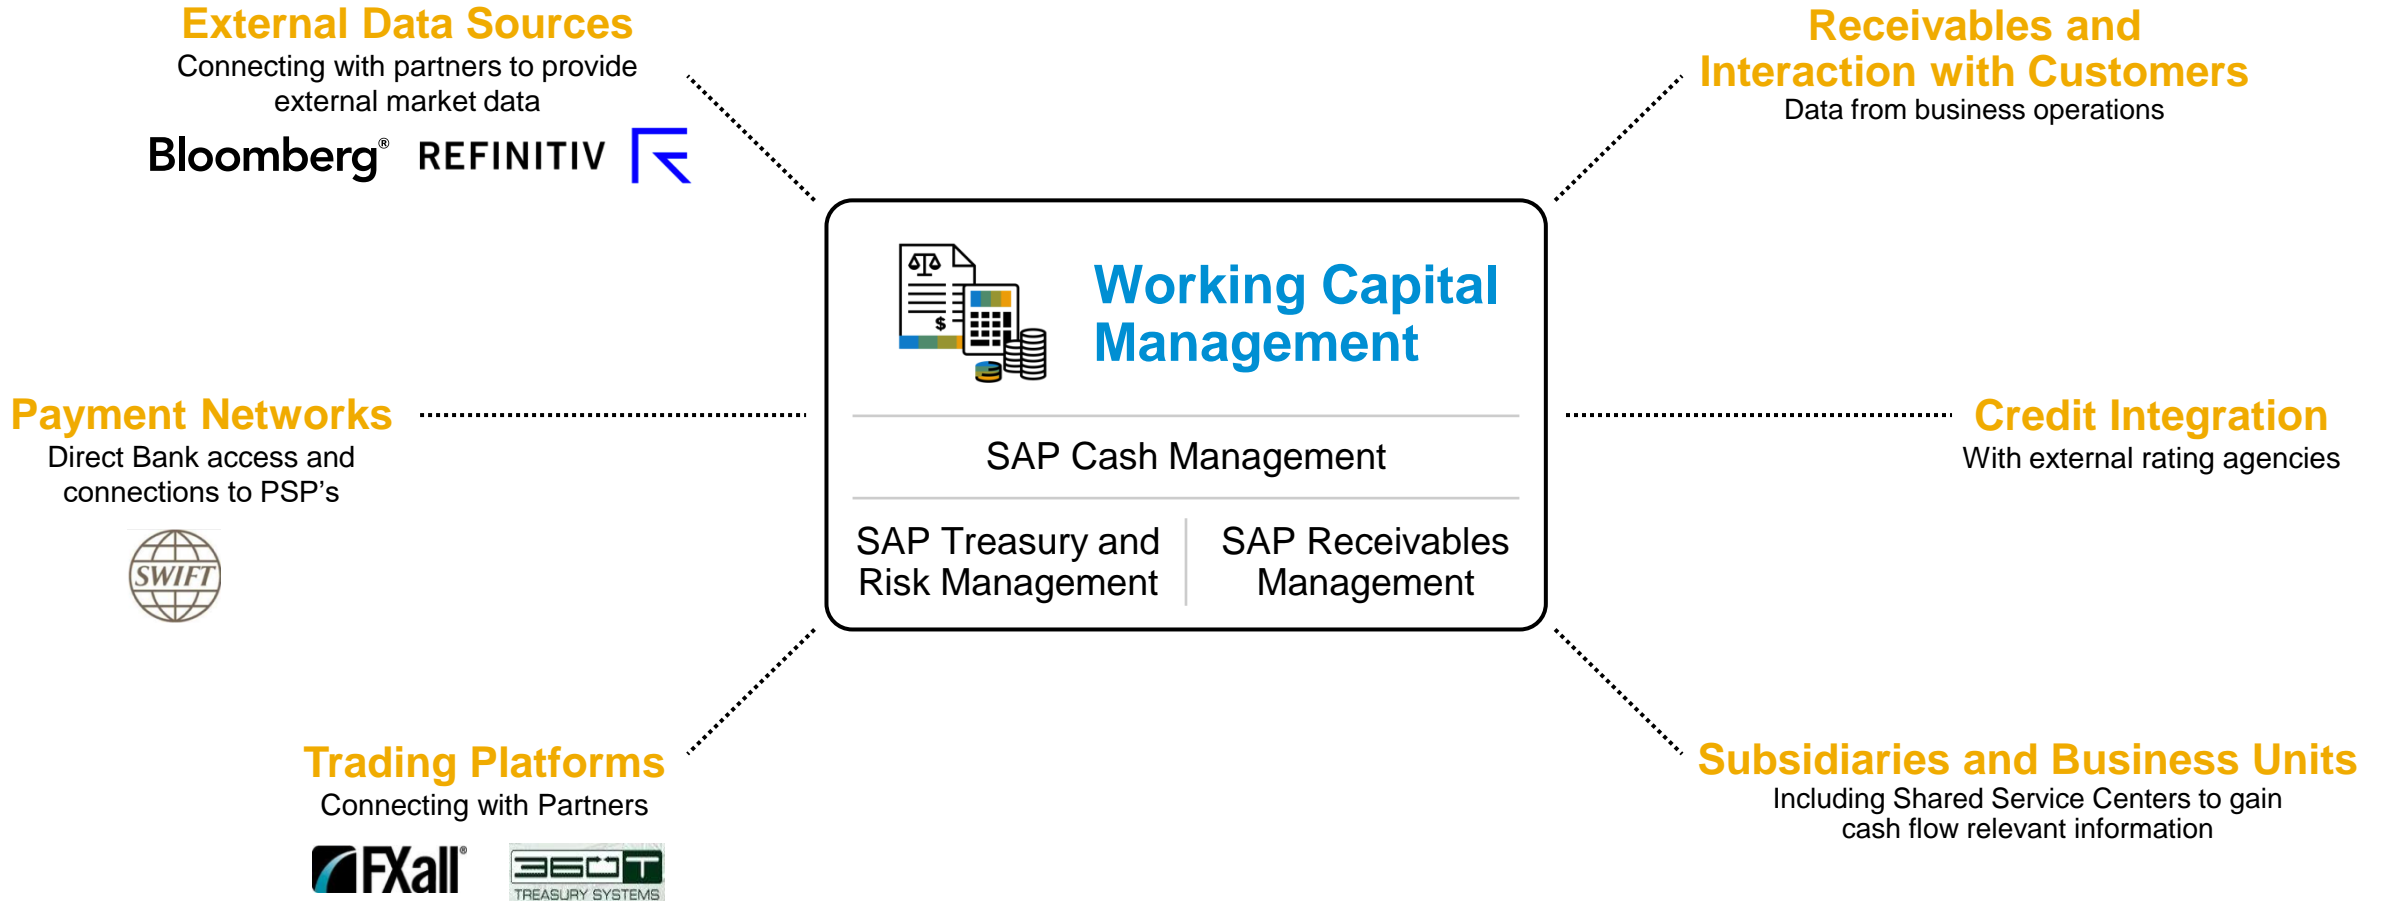 External Data Sources
Connecting with partners to provide
external market data
Bloomberg® REFINITIV
Receivables and
Interaction with Customers
Data from business operations
$
Working Capital
Management
SAP Cash Management
SAP Treasury and
Risk Management
SAP Receivables
Management
Payment Networks
Direct Bank access and
connections to PSP’s
SWIFT
Credit Integration
With external rating agencies
Trading Platforms
Connecting with Partners
FXall®
360T
TREASURY SYSTEMS
Subsidiaries and Business Units
Including Shared Service Centers to gain
cash flow relevant information